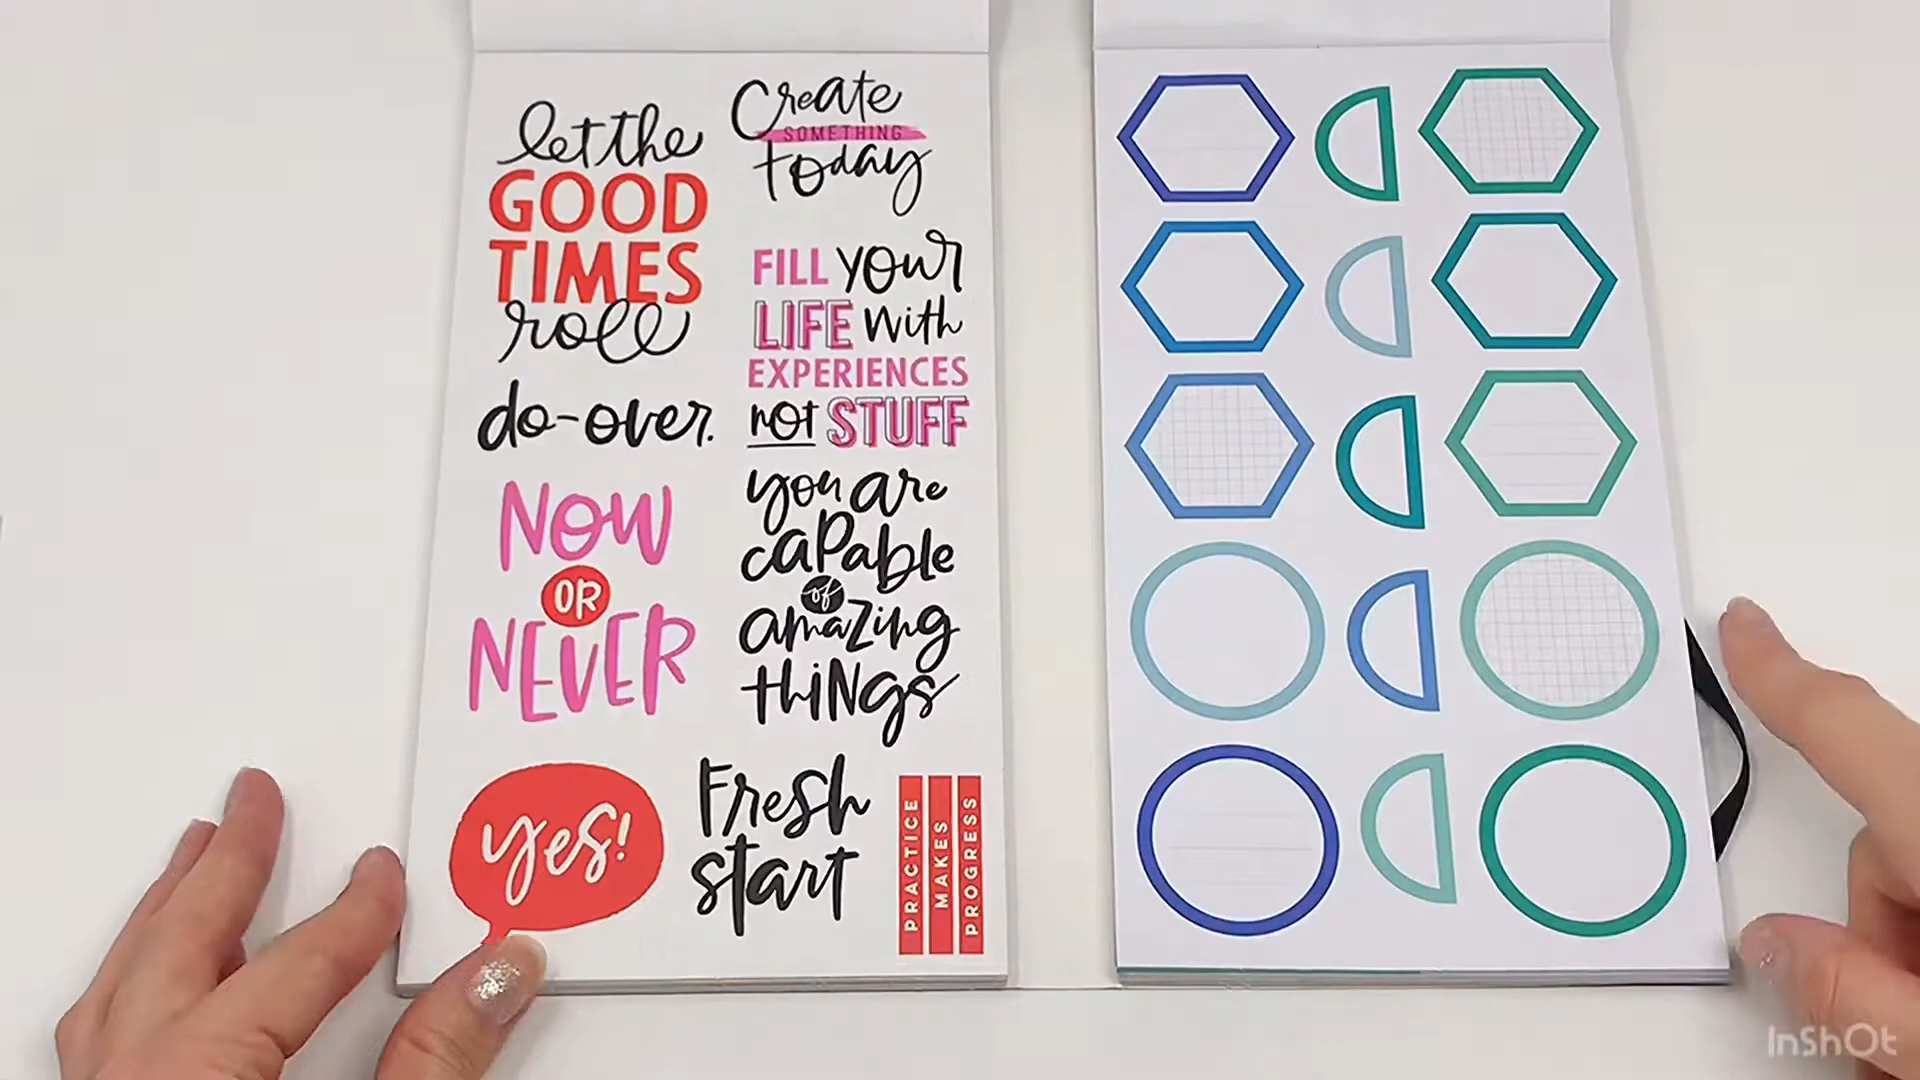 let the
GOOD
TIMES
roll
do-over.
NOW
OR
NEVER
yes!
Create
SOMETHING
today
FILL your
LIFE with
EXPERIENCES
not STUFF
you are
capable
of
amazing
things
Fresh
start
PRACTICE
MAKES
PROGRESS
InShOt